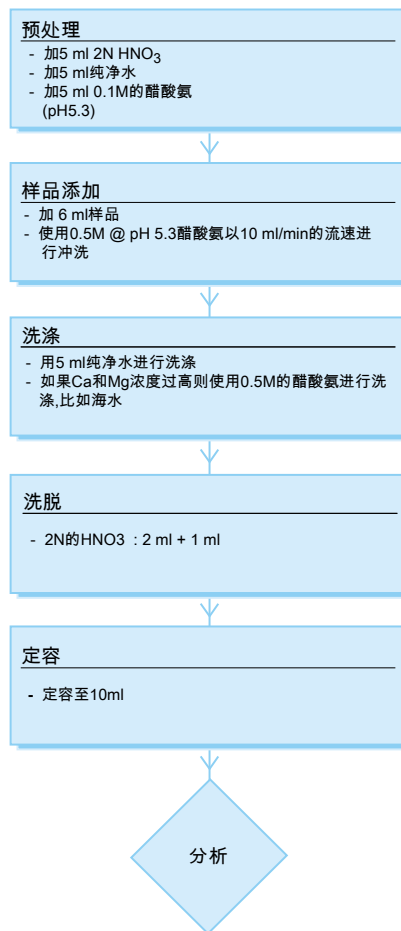 预处理
- 加5 ml 2N HNO₃
- 加5 ml纯净水
- 加5 ml 0.1M的醋酸氨
(pH5.3)
样品添加
- 加 6 ml样品
- 使用0.5M @ pH 5.3醋酸氨以10 ml/min的流速进
行冲洗
洗涤
- 用5 ml纯净水进行洗涤
- 如果Ca和Mg浓度过高则使用0.5M的醋酸氨进行洗
涤,比如海水
洗脱
- 2N的HNO3 : 2 ml + 1 ml
定容
- 定容至10ml
分析